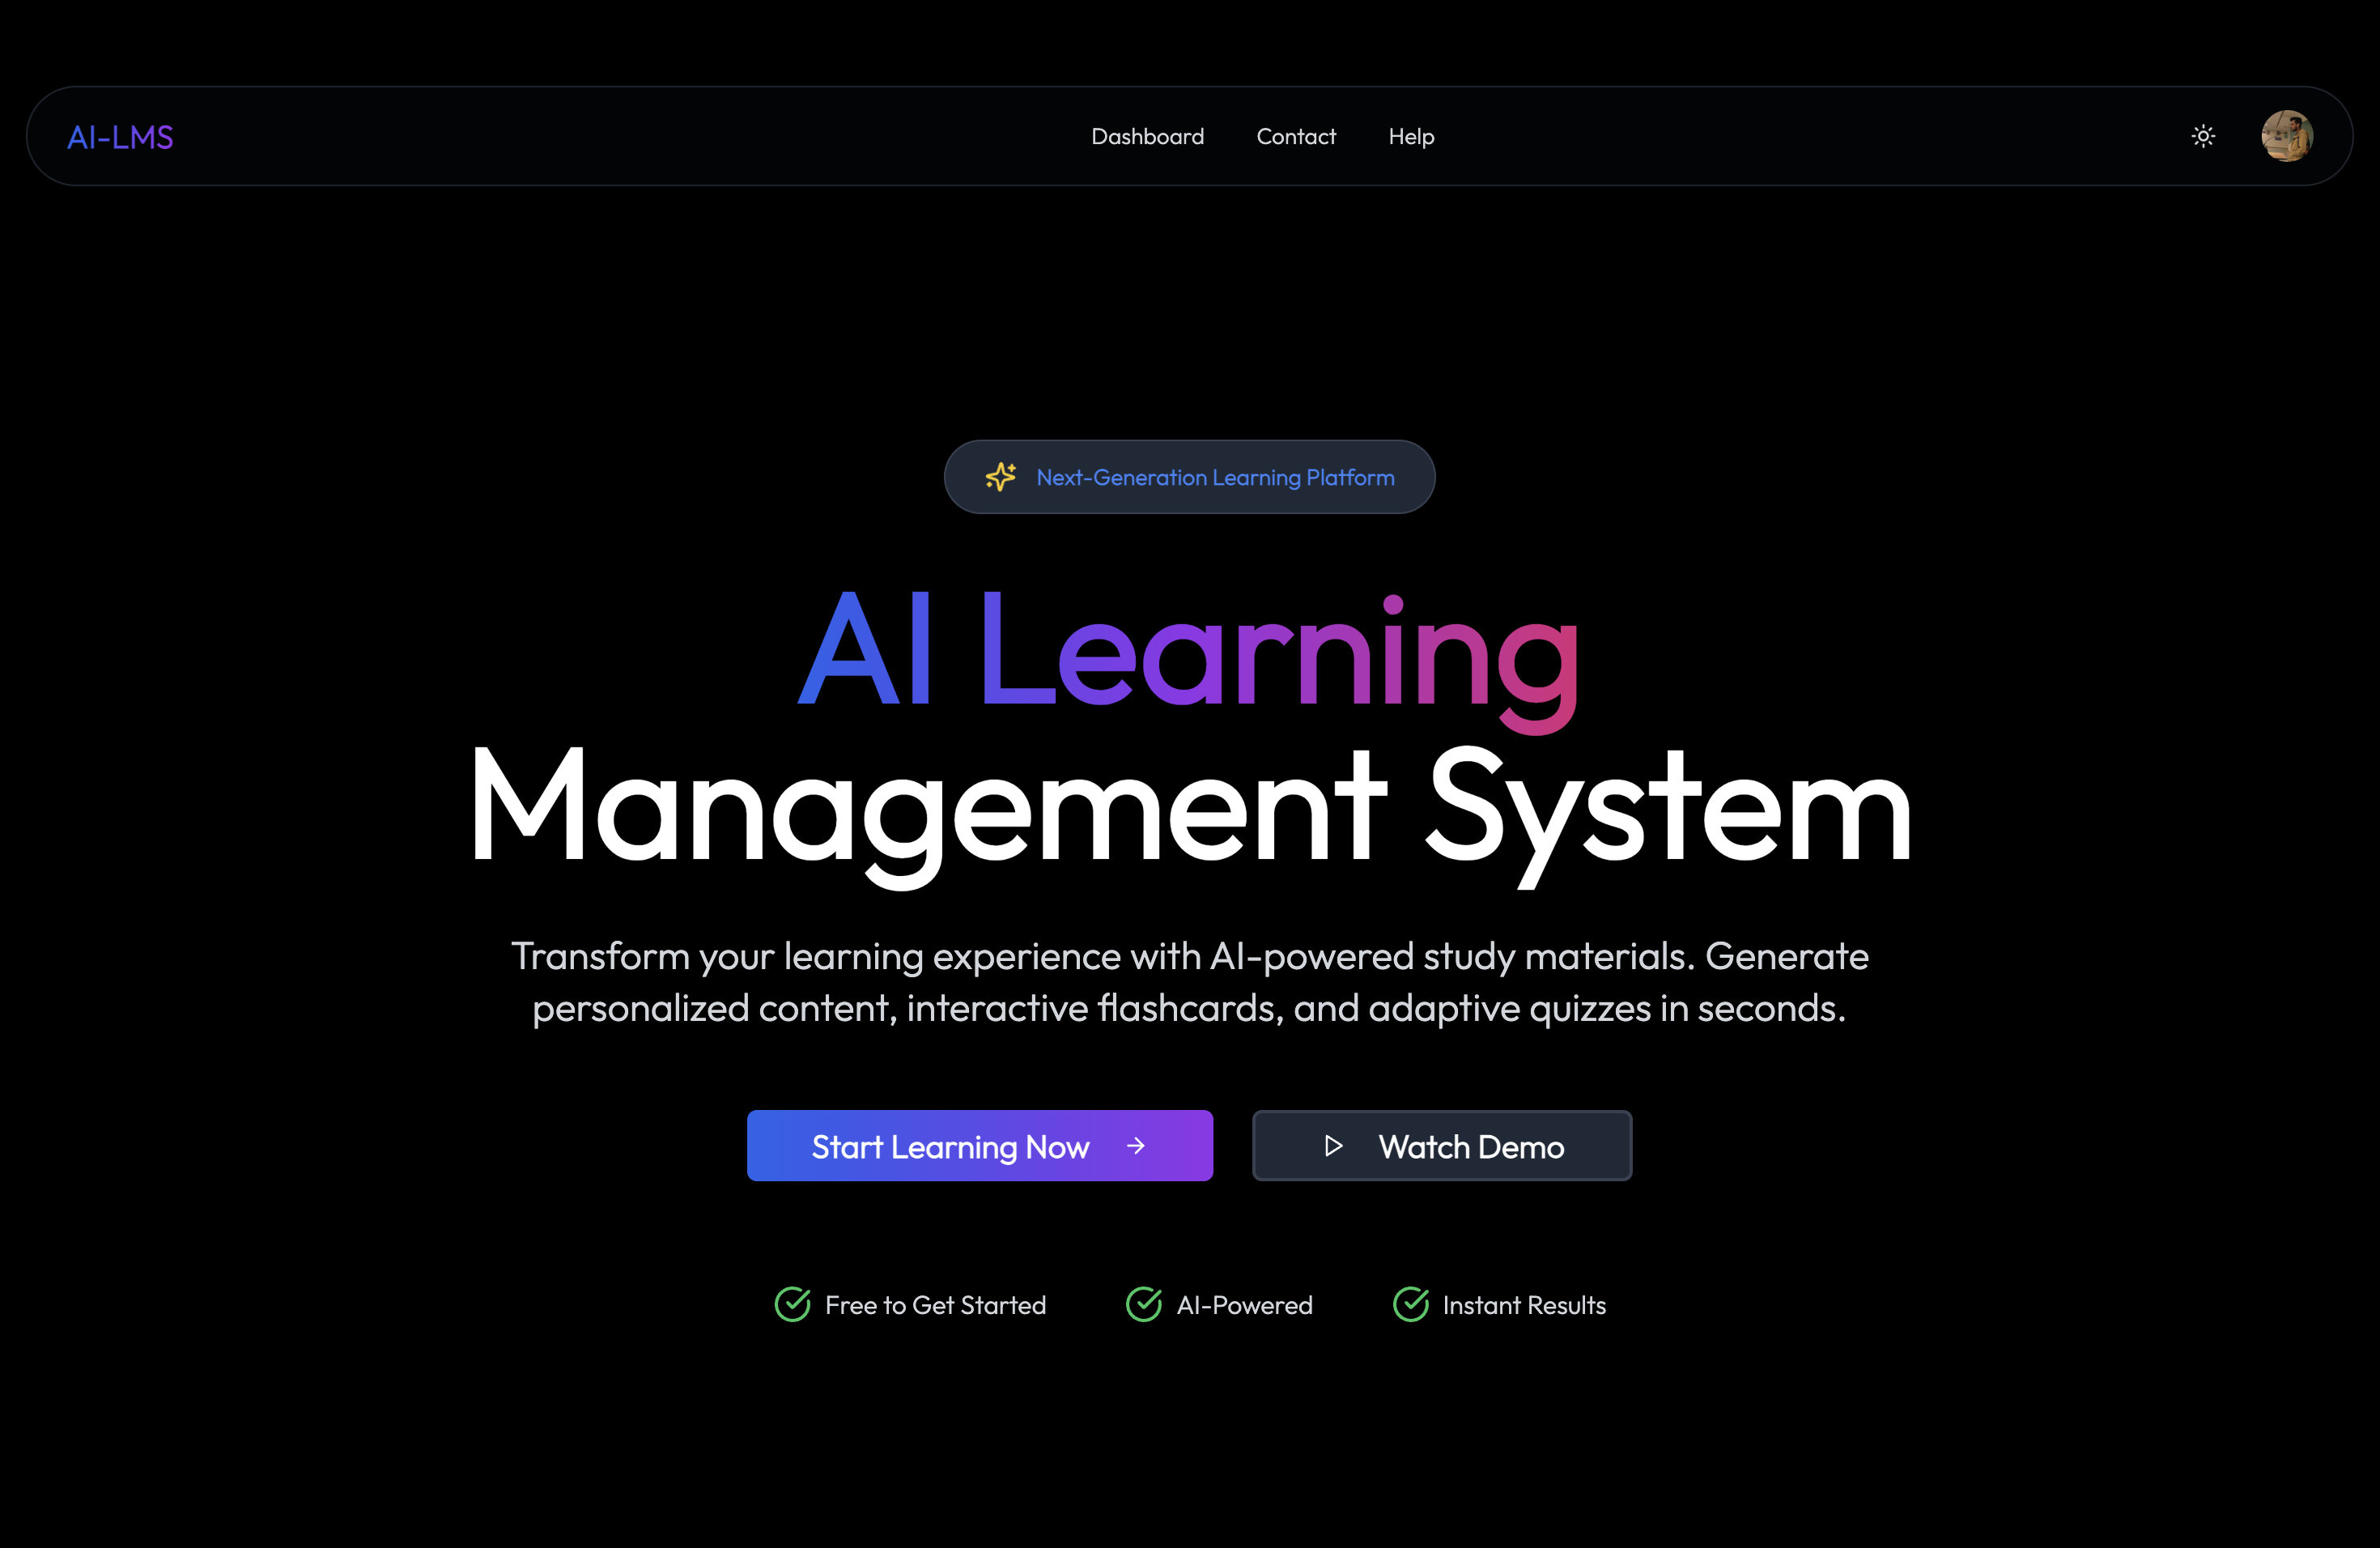 AI-LMS
Dashboard
Contact
Help
Next-Generation Learning Platform
AI Learning
Management System
Transform your learning experience with AI-powered study materials. Generate
personalized content, interactive flashcards, and adaptive quizzes in seconds.
Start Learning Now
Watch Demo
Free to Get Started
AI-Powered
Instant Results